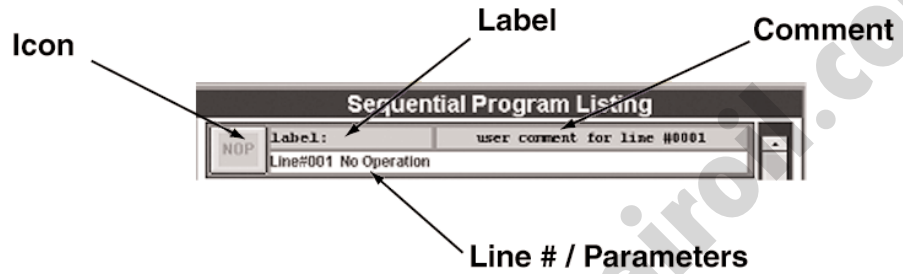 Label
Comment
Icon
Sequential Program Listing
NOP
label:
user comment for line #0001
Line#001 No Operation
Line # / Parameters